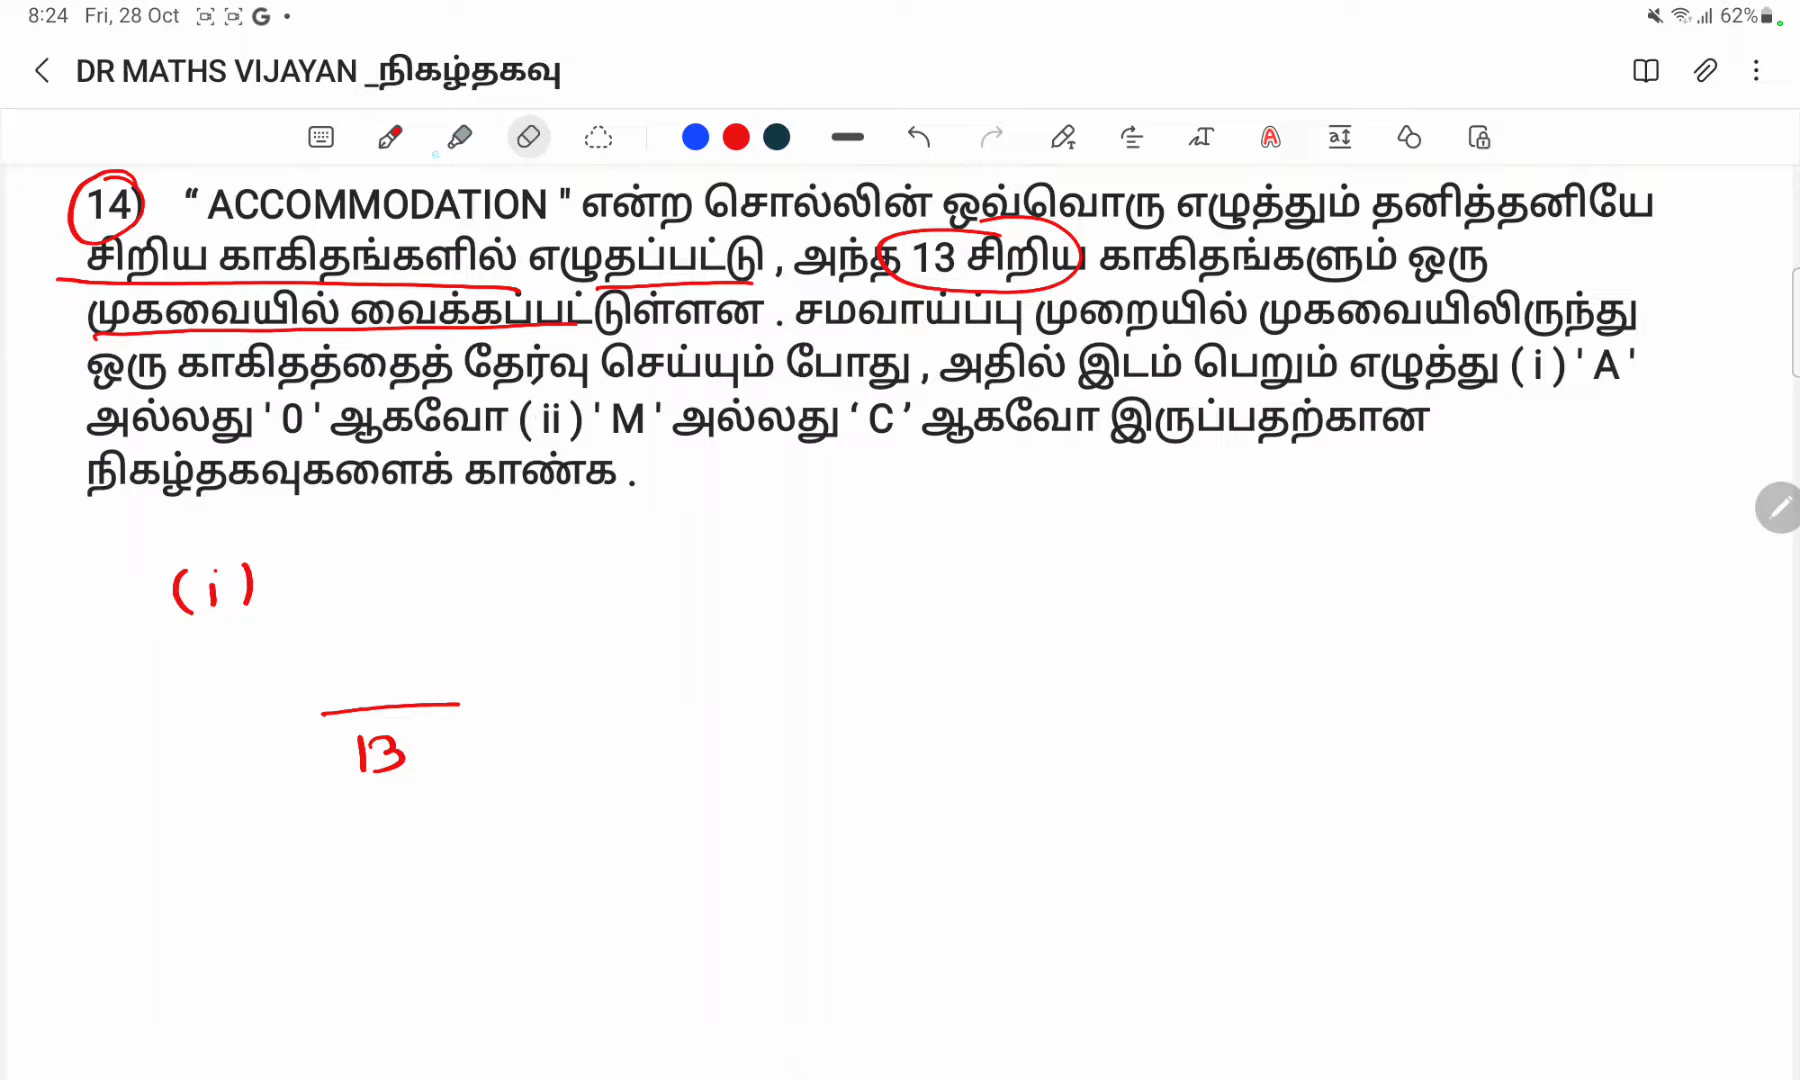 8:24 Fri, 28 Oct G 62%
DR MATHS VIJAYAN _நிகழ்தகவு
14) “ ACCOMMODATION " என்ற சொல்லின் ஒவ்வொரு எழுத்தும் தனித்தனியே
சிறிய காகிதங்களில் எழுதப்பட்டு , அந்த 13 சிறிய காகிதங்களும் ஒரு
முகவையில் வைக்கப்பட்டுள்ளன . சமவாய்ப்பு முறையில் முகவையிலிருந்து
ஒரு காகிதத்தைத் தேர்வு செய்யும் போது , அதில் இடம் பெறும் எழுத்து ( i ) ' A '
அல்லது ' 0 ' ஆகவோ ( ii ) ' M ' அல்லது ‘ C ’ ஆகவோ இருப்பதற்கான
நிகழ்தகவுகளைக் காண்க .
(i)
13